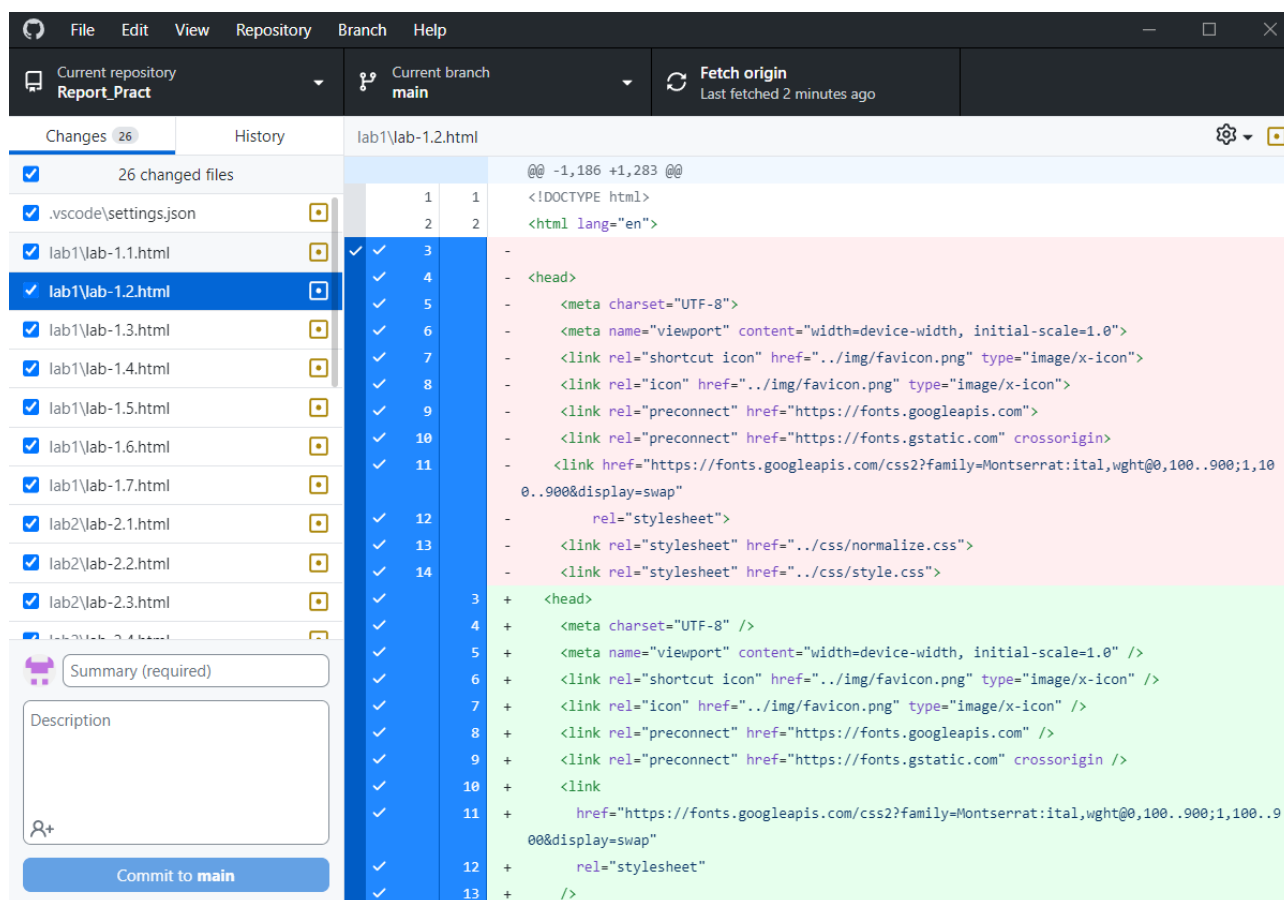 File Edit View Repository Branch Help
Current repository
Report_Pract
Current branch
main
Fetch origin
Last fetched 2 minutes ago
Changes 26 History
26 changed files
.vscode\settings.json
lab1\lab-1.1.html
lab1\lab-1.2.html
lab1\lab-1.3.html
lab1\lab-1.4.html
lab1\lab-1.5.html
lab1\lab-1.6.html
lab1\lab-1.7.html
lab2\lab-2.1.html
lab2\lab-2.2.html
lab2\lab-2.3.html
lab2\lab-2.4.html
Summary (required)
Description
Commit to main
lab1\lab-1.2.html
@@ -1,186 +1,283 @@
1 1 <!DOCTYPE html>
2 2 <html lang="en">
3 -
4 - <head>
5 - <meta charset="UTF-8">
6 - <meta name="viewport" content="width=device-width, initial-scale=1.0">
7 - <link rel="shortcut icon" href="../img/favicon.png" type="image/x-icon">
8 - <link rel="icon" href="../img/favicon.png" type="image/x-icon">
9 - <link rel="preconnect" href="https://fonts.googleapis.com">
10 - <link rel="preconnect" href="https://fonts.gstatic.com" crossorigin>
11 - <link href="https://fonts.googleapis.com/css2?family=Montserrat:ital,wght@0,100..900;1,10
0..900&display=swap"
12 - rel="stylesheet">
13 - <link rel="stylesheet" href="../css/normalize.css">
14 - <link rel="stylesheet" href="../css/style.css">
3 + <head>
4 + <meta charset="UTF-8" />
5 + <meta name="viewport" content="width=device-width, initial-scale=1.0" />
6 + <link rel="shortcut icon" href="../img/favicon.png" type="image/x-icon" />
7 + <link rel="icon" href="../img/favicon.png" type="image/x-icon" />
8 + <link rel="preconnect" href="https://fonts.googleapis.com" />
9 + <link rel="preconnect" href="https://fonts.gstatic.com" crossorigin />
10 + <link
11 + href="https://fonts.googleapis.com/css2?family=Montserrat:ital,wght@0,100..900;1,100..9
00&display=swap"
12 + rel="stylesheet"
13 + />